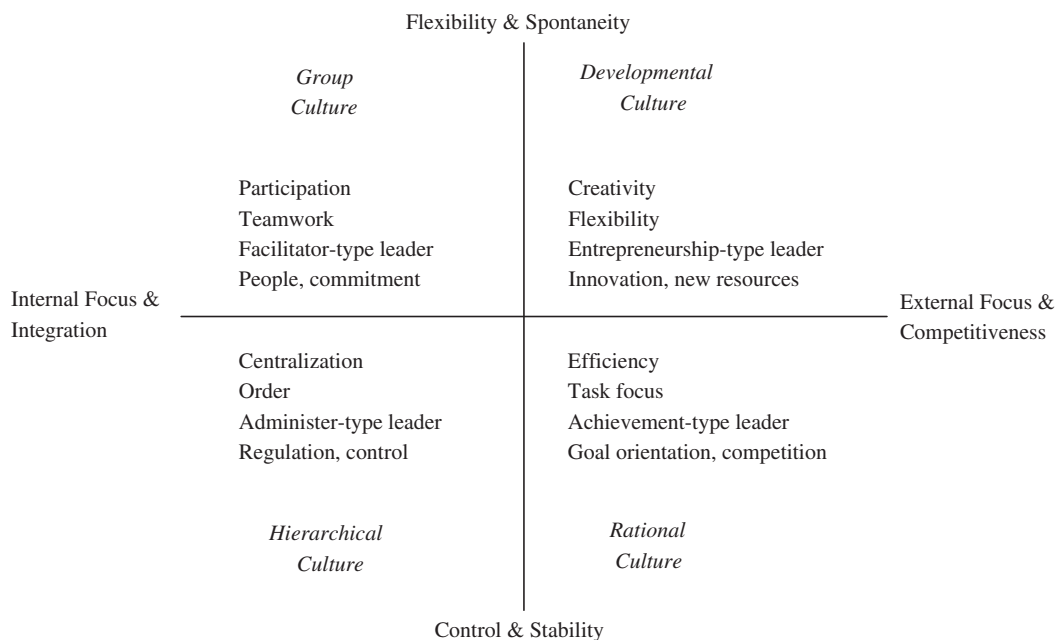 Flexibility & Spontaneity
Group
Culture
Developmental
Culture
Participation
Teamwork
Facilitator-type leader
People, commitment
Creativity
Flexibility
Entrepreneurship-type leader
Innovation, new resources
Internal Focus &
Integration
External Focus &
Competitiveness
Centralization
Order
Administer-type leader
Regulation, control
Efficiency
Task focus
Achievement-type leader
Goal orientation, competition
Hierarchical
Culture
Rational
Culture
Control & Stability